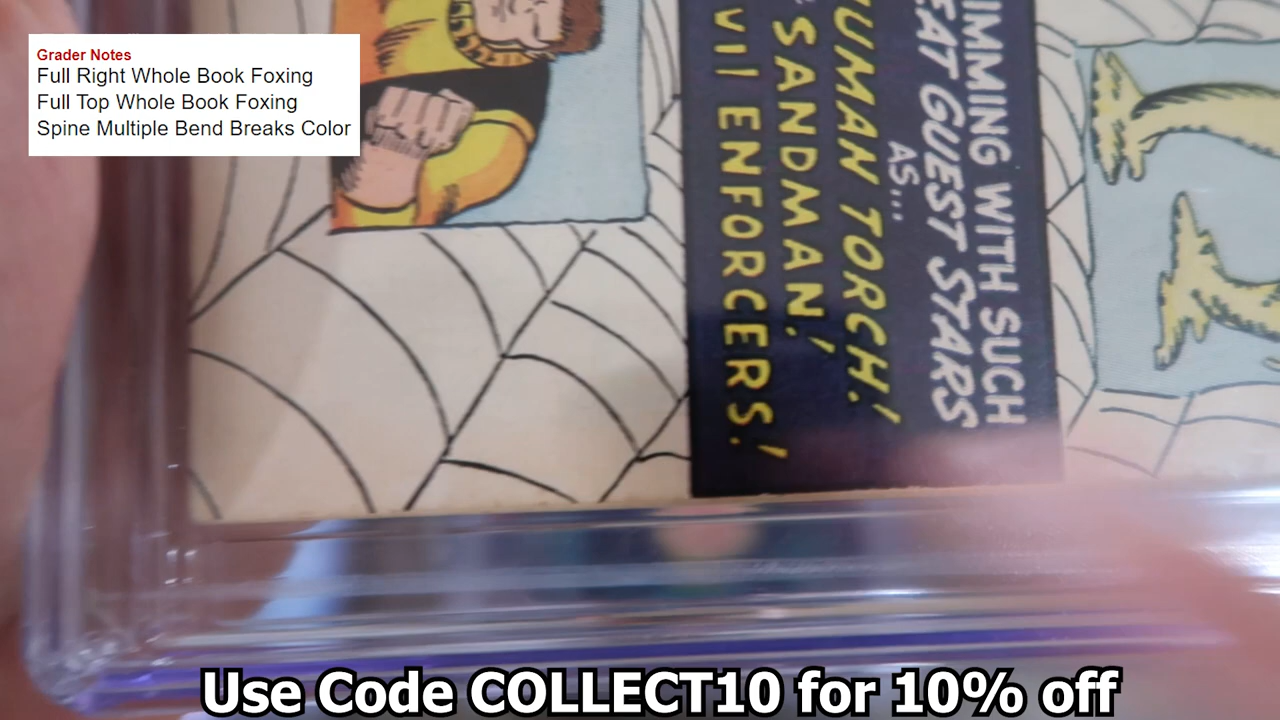 Grader Notes
Full Right Whole Book Foxing
Full Top Whole Book Foxing
Spine Multiple Bend Breaks Color
IMMING WITH SUCH
EAT GUEST STARS
AS...
UMAN TORCH!
SANDMAN,
VIL ENFORCERS!
Use Code COLLECT10 for 10% off